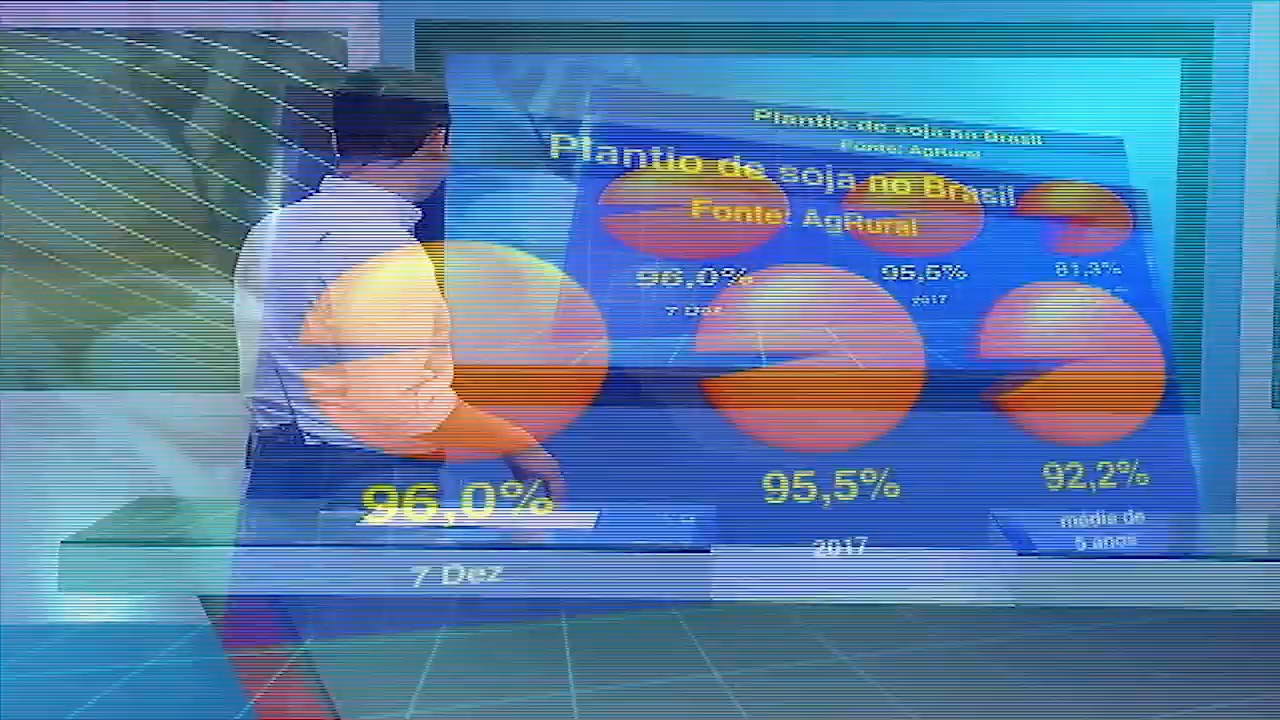 Plantio de soja no Brasil
Fonte: AgRural
96,0%
95,5%
81,3%
7 Dez
2017
Plantio de soja no Brasil
Fonte: AgRural
96,0%
95,5%
92,2%
7 Dez
2017
média de
5 anos